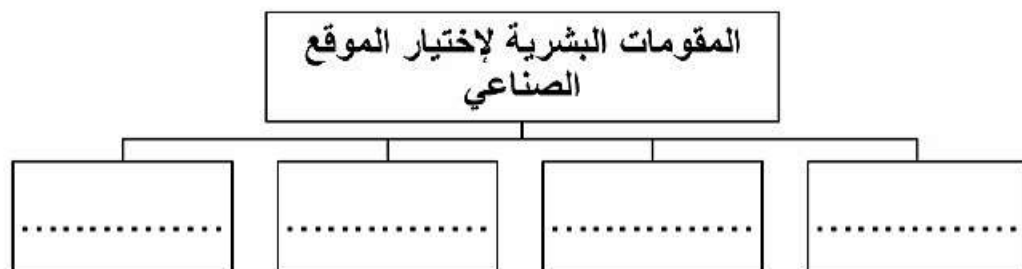 المقومات البشرية لإختيار الموقع
الصناعي
............... ............... ............... ...............